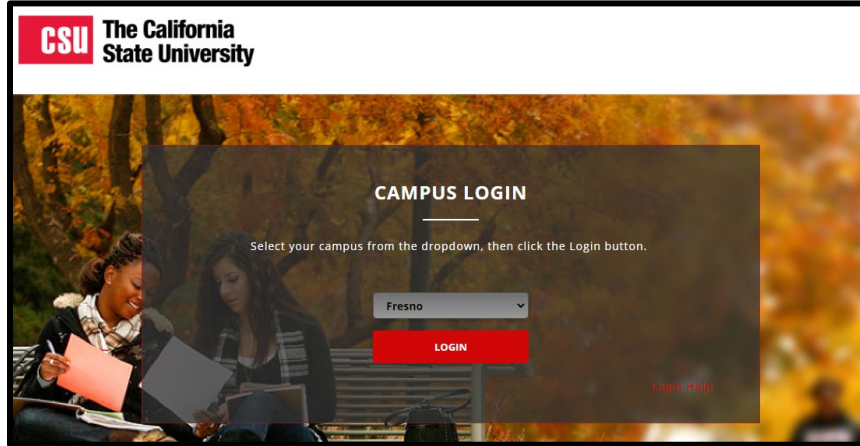 CSU The California
State University
CAMPUS LOGIN
Select your campus from the dropdown, then click the Login button.
Fresno
LOGIN
Login Help